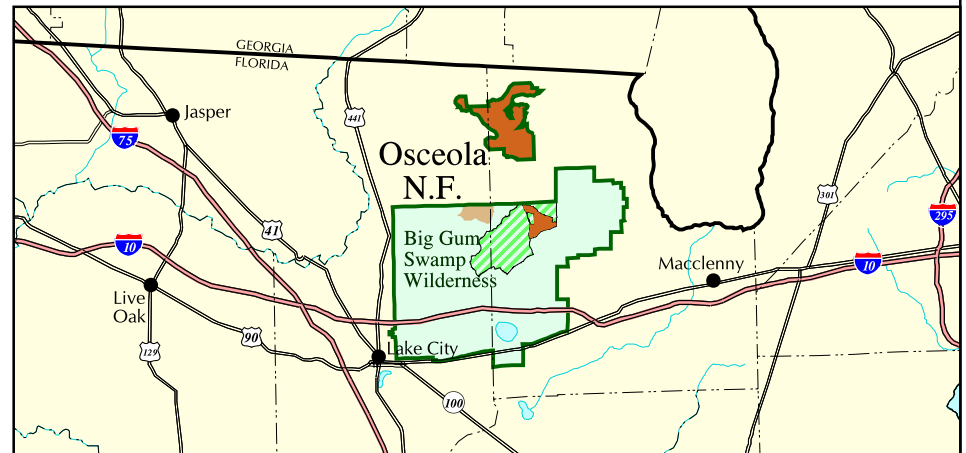 GEORGIA
FLORIDA
Jasper
441
75
Osceola
N.F.
301
295
41
10
Big Gum
Swamp
Wilderness
Macclenny
10
Live
Oak
90
129
Lake City
100